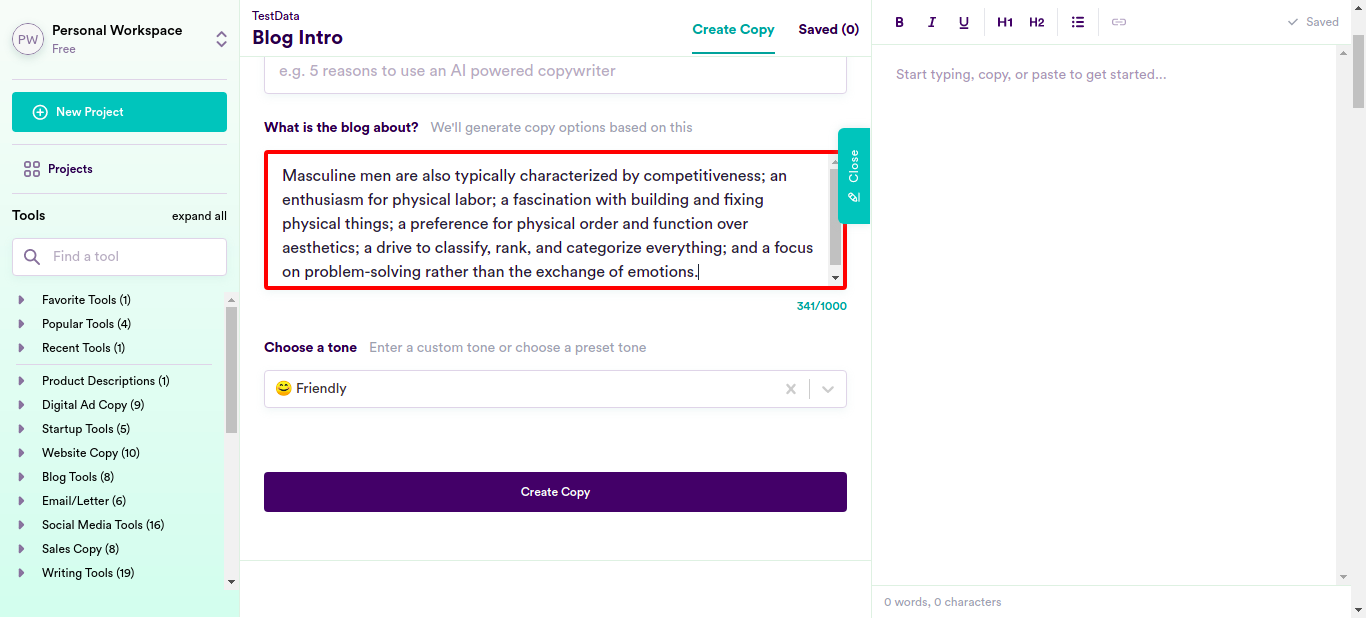 PW
Personal Workspace
Free
New Project
Projects
Tools
expand all
Find a tool
Favorite Tools (1)
Popular Tools (4)
Recent Tools (1)
Product Descriptions (1)
Digital Ad Copy (9)
Startup Tools (5)
Website Copy (10)
Blog Tools (8)
Email/Letter (6)
Social Media Tools (16)
Sales Copy (8)
Writing Tools (19)
TestData
Blog Intro
Create Copy
Saved (0)
e.g. 5 reasons to use an AI powered copywriter
What is the blog about? We'll generate copy options based on this
Masculine men are also typically characterized by competitiveness; an
enthusiasm for physical labor; a fascination with building and fixing
physical things; a preference for physical order and function over
aesthetics; a drive to classify, rank, and categorize everything; and a focus
on problem-solving rather than the exchange of emotions.
341/1000
Close
Choose a tone Enter a custom tone or choose a preset tone
😊 Friendly
Create Copy
B I U H1 H2
Saved
Start typing, copy, or paste to get started...
0 words, 0 characters